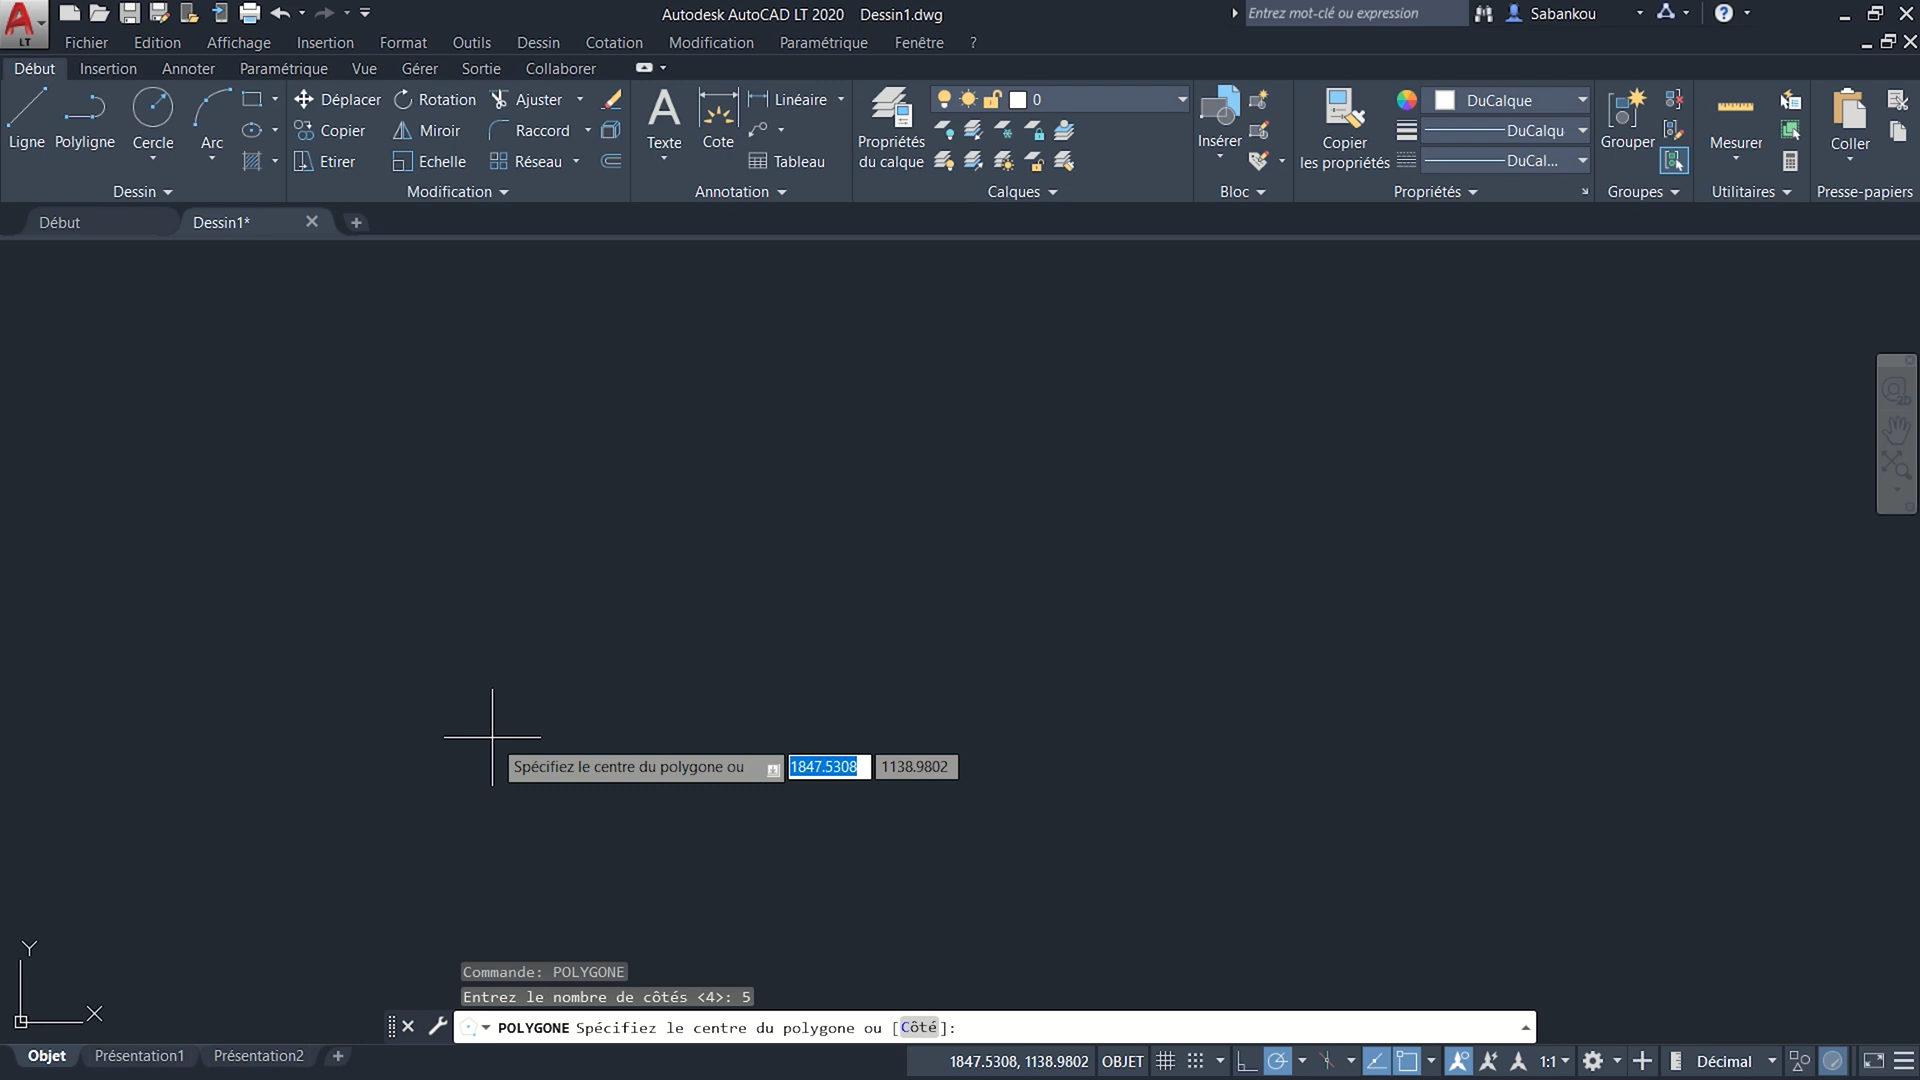 LT
Autodesk AutoCAD LT 2020 Dessin1.dwg
Entrez mot-clé ou expression
Sabankou
Fichier Edition Affichage Insertion Format Outils Dessin Cotation Modification Paramétrique Fenêtre ?
Début Insertion Annoter Paramétrique Vue Gérer Sortie Collaborer
Ligne Polyligne Cercle Arc
Déplacer Rotation Ajuster
Copier Miroir Raccord
Etirer Echelle Réseau
Texte Cote
Linéaire
Tableau
Propriétés
du calque
0
Insérer
Copier
les propriétés
DuCalque
DuCalqu
DuCal...
Grouper
Mesurer
Coller
Dessin Modification Annotation Calques Bloc Propriétés Groupes Utilitaires Presse-papiers
Début Dessin1*
2D
Spécifiez le centre du polygone ou 1847.5308 1138.9802
Y
X
Commande: POLYGONE
Entrez le nombre de côtés <4>: 5
POLYGONE Spécifiez le centre du polygone ou [Côté]:
Objet Présentation1 Présentation2
1847.5308, 1138.9802 OBJET 1:1 Décimal